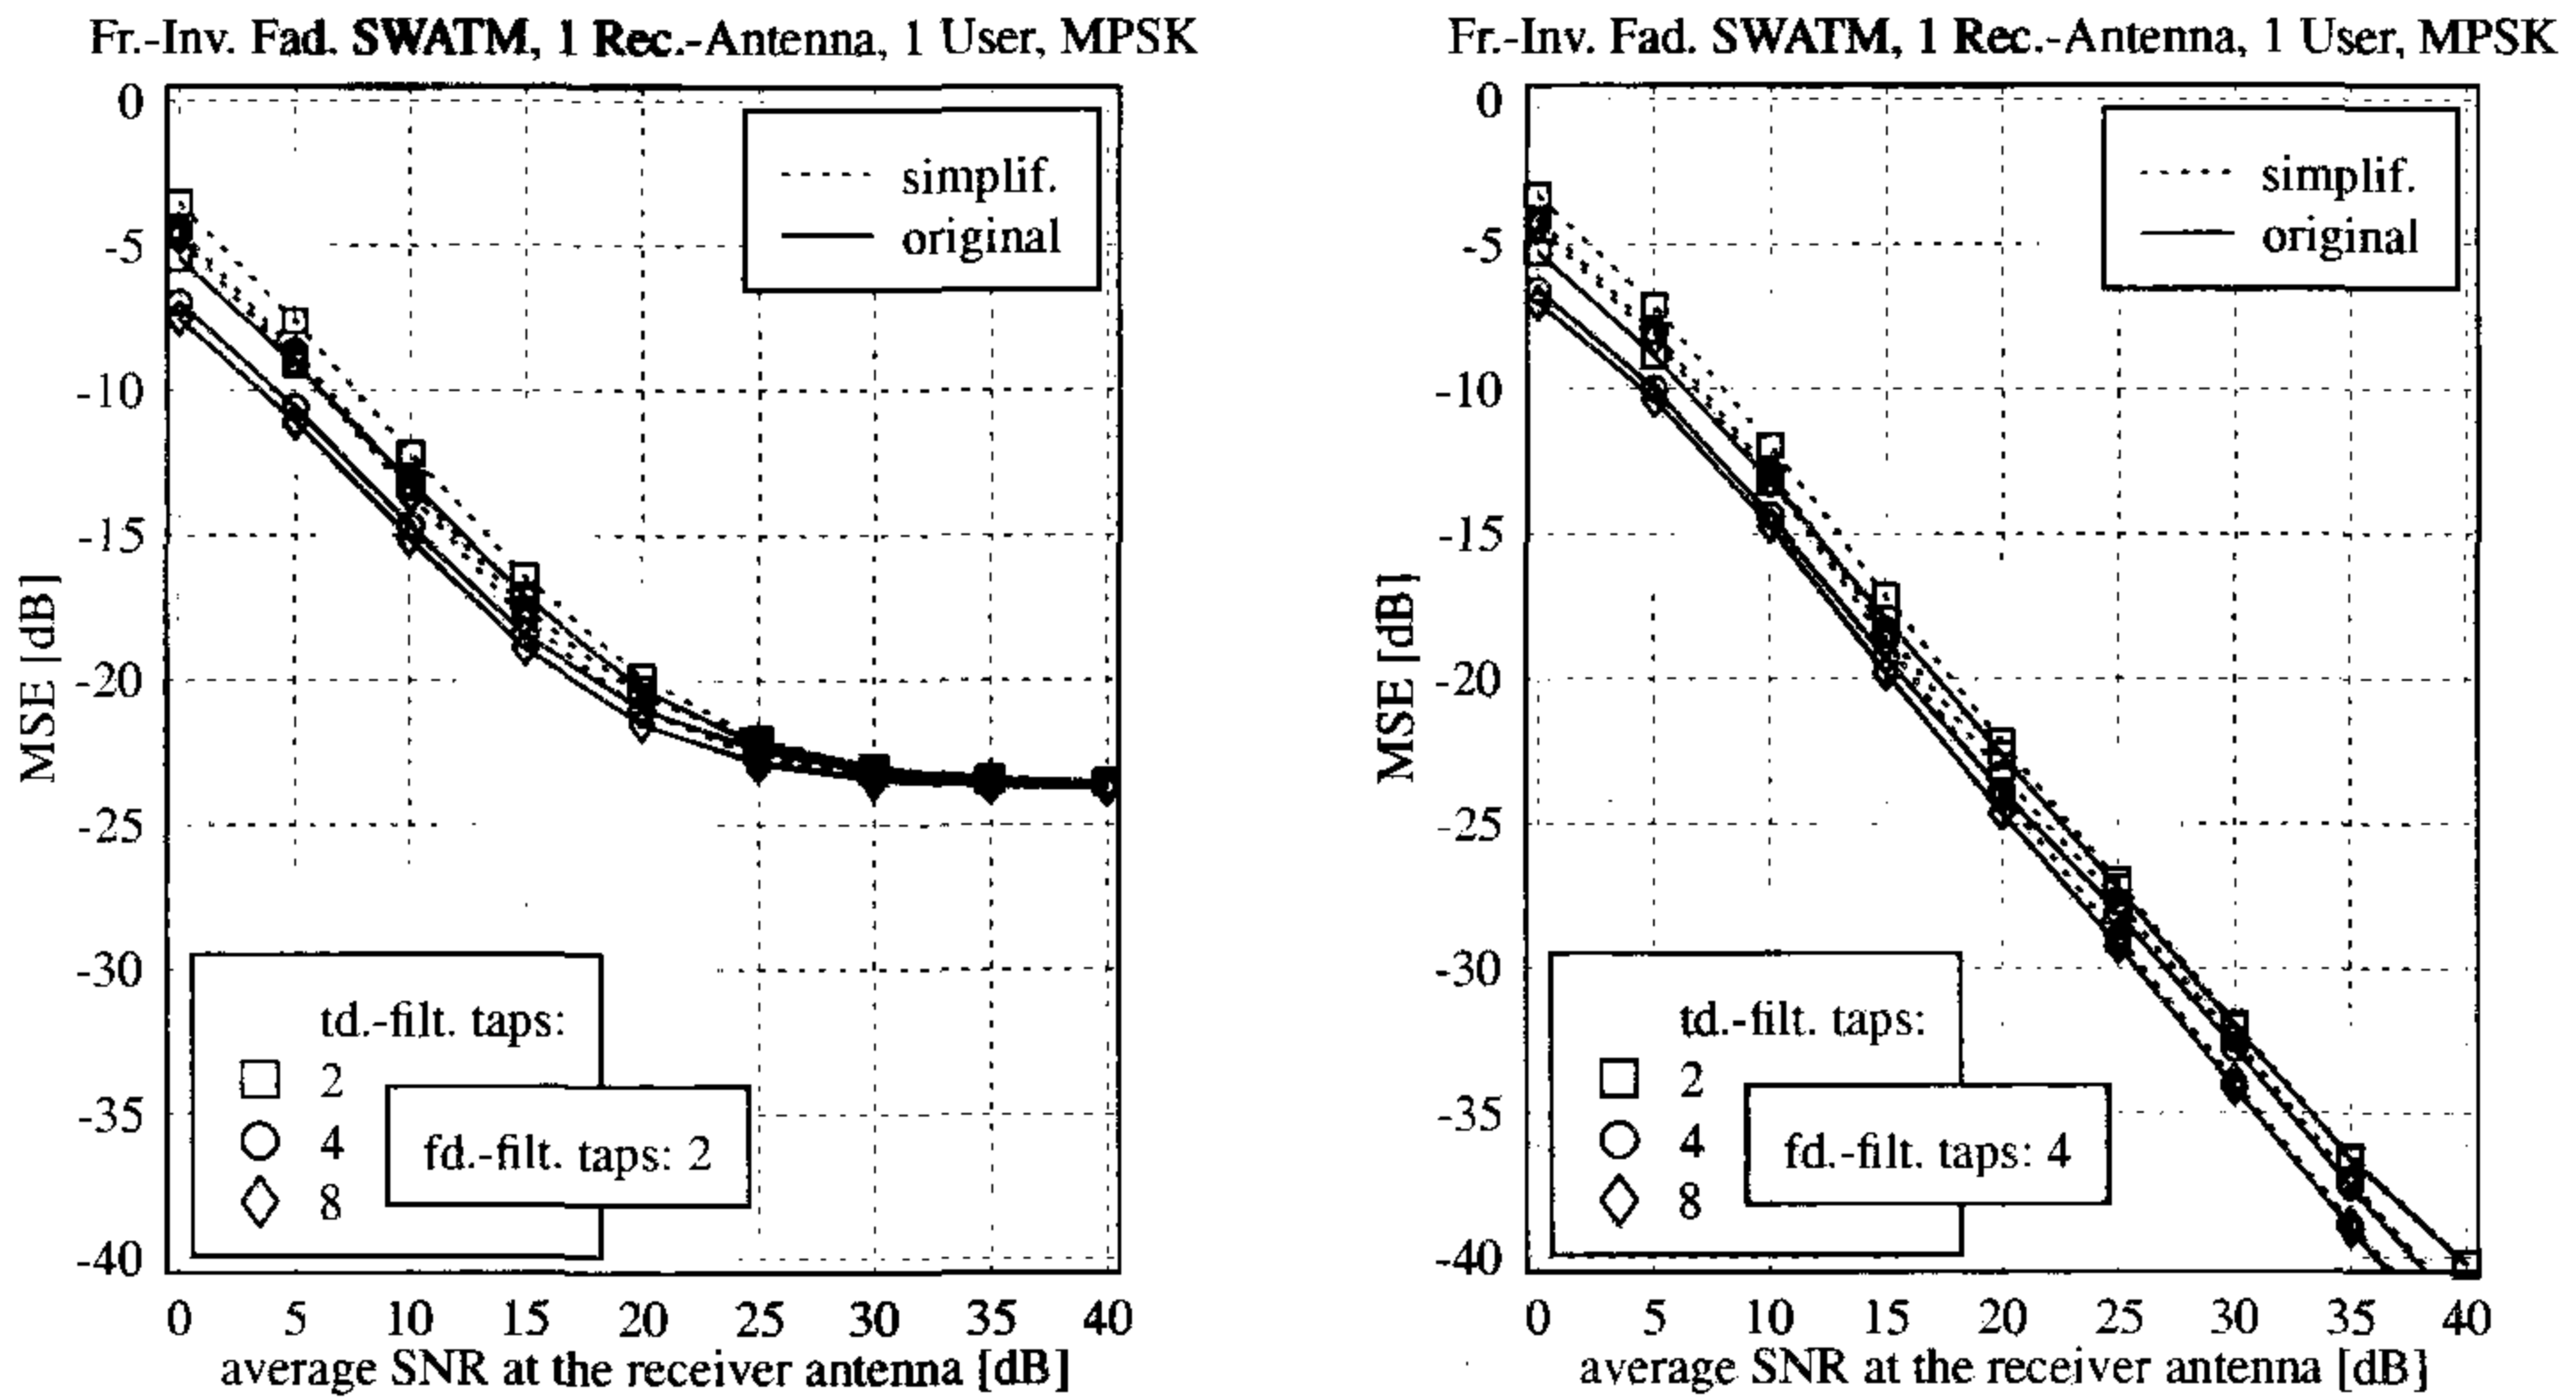 Fr.-Inv. Fad. SWATM, 1 Rec.-Antenna, 1 User, MPSK
simplif.
original
MSE [dB]
0
-5
-10
-15
-20
-25
-30
-35
-40
td.-filt. taps:
2
4
8
fd.-filt. taps: 2
0 5 10 15 20 25 30 35 40
average SNR at the receiver antenna [dB]
Fr.-Inv. Fad. SWATM, 1 Rec.-Antenna, 1 User, MPSK
simplif.
original
MSE [dB]
0
-5
-10
-15
-20
-25
-30
-35
-40
td.-filt. taps:
2
4
8
fd.-filt. taps: 4
0 5 10 15 20 25 30 35 40
average SNR at the receiver antenna [dB]